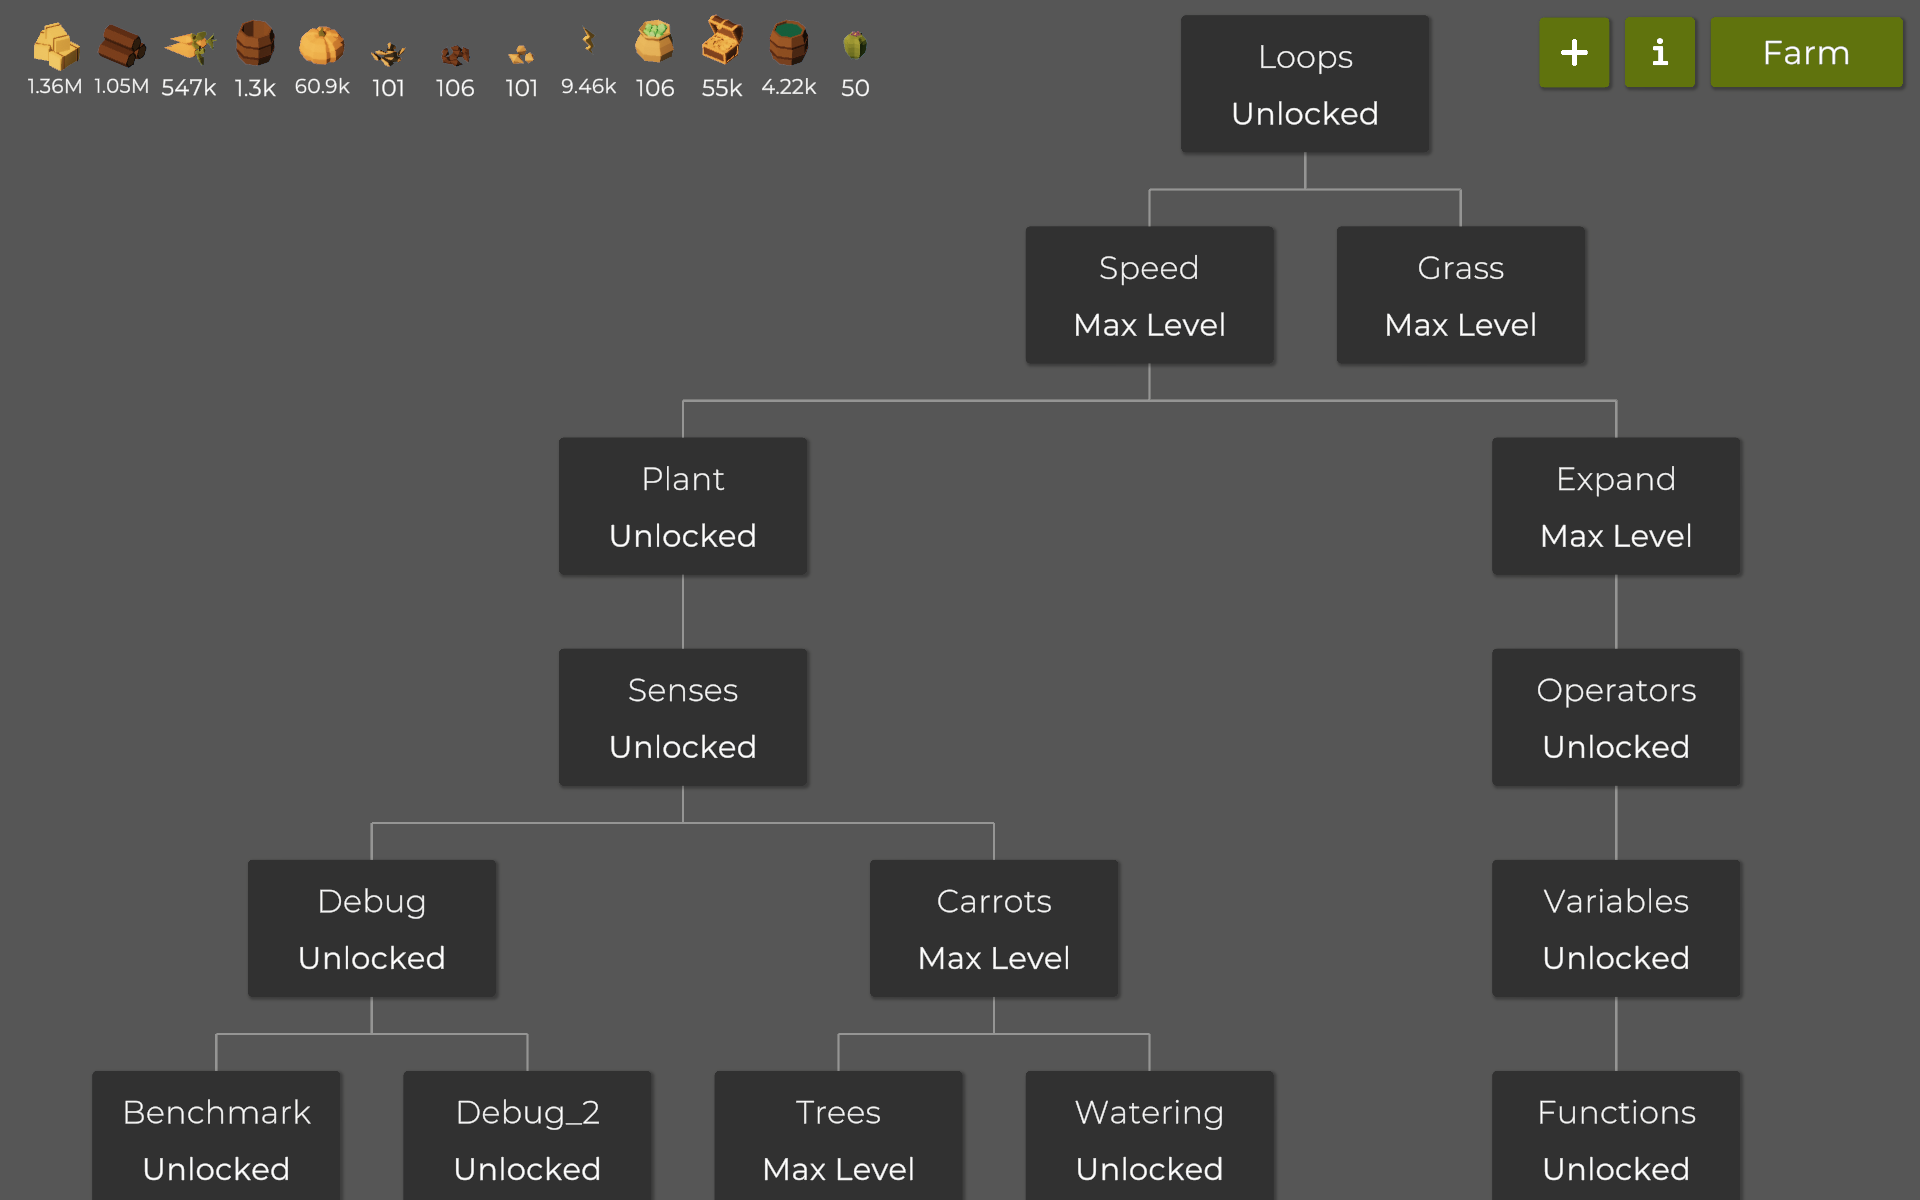 1.36M 1.05M 547k 1.3k 60.9k 101 106 101 9.46k 106 55k 4.22k 50
+ i Farm
Loops
Unlocked
Speed
Max Level
Grass
Max Level
Plant
Unlocked
Expand
Max Level
Senses
Unlocked
Operators
Unlocked
Debug
Unlocked
Carrots
Max Level
Variables
Unlocked
Benchmark
Unlocked
Debug_2
Unlocked
Trees
Max Level
Watering
Unlocked
Functions
Unlocked